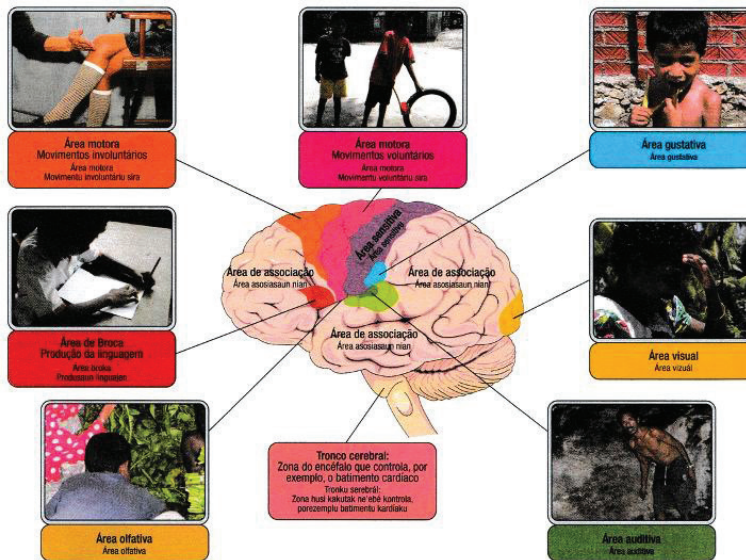 Área motora
Movimentos involuntários
Área motora
Movimentu involuntáriu sira
Área motora
Movimentos voluntários
Área motora
Movimentu voluntáriu sira
Área gustativa
Área gustativa
Área sensitiva
Área sensitiva
Área de associação
Área asosiasaun nian
Área de associação
Área asosiasaun nian
Área de associação
Área asosiasaun nian
Área de Broca
Produção da linguagem
Área broka
Produsaun linguajen
Área visual
Área vizuál
Tronco cerebral:
Zona do encéfalo que controla, por
exemplo, o batimento cardíaco
Tronku serebrál:
Zona husi kakutak ne'ebé kontrola,
porezemplu batimentu kardíaku
Área olfativa
Área olfativa
Área auditiva
Área auditiva